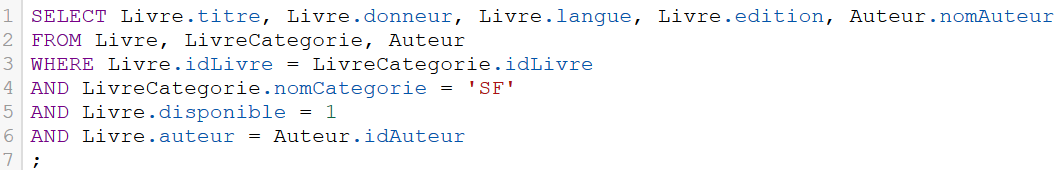 1 SELECT Livre.titre, Livre.donneur, Livre.langue, Livre.edition, Auteur.nomAuteur
2 FROM Livre, LivreCategorie, Auteur
3 WHERE Livre.idLivre = LivreCategorie.idLivre
4 AND LivreCategorie.nomCategorie = 'SF'
5 AND Livre.disponible = 1
6 AND Livre.auteur = Auteur.idAuteur
7 ;